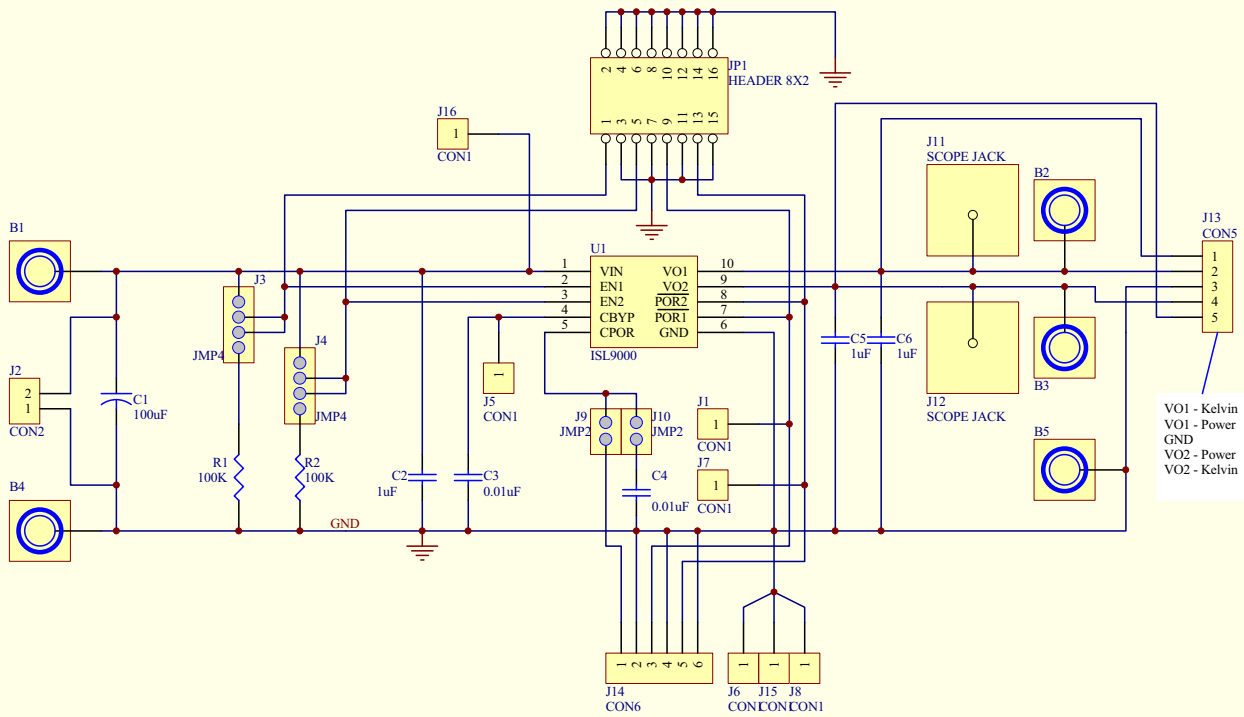 2 4 6 8 10 12 14 16
JP1
HEADER 8X2
1 3 5 7 9 11 13 15
J16
1
CON1
J11
SCOPE JACK
B2
J13
CON5
1
2
3
4
5
B1
U1
1 VIN VO1 10
2 EN1 VO2 9
3 EN2 POR2 8
4 CBYP POR1 7
5 CPOR GND 6
ISL9000
J3
JMP4
J4
JMP4
C5
1uF
C6
1uF
B3
J12
SCOPE JACK
J2
2
1
CON2
C1
100uF
1
J5
CON1
J9
JMP2
J10
JMP2
J1
1
CON1
VO1 - Kelvin
VO1 - Power
GND
VO2 - Power
VO2 - Kelvin
B5
R1
100K
R2
100K
C2
1uF
C3
0.01uF
C4
0.01uF
J7
1
CON1
B4
GND
1 2 3 4 5 6
J14
CON6
1 1 1
J6 J15 J8
CON1 CON1 CON1